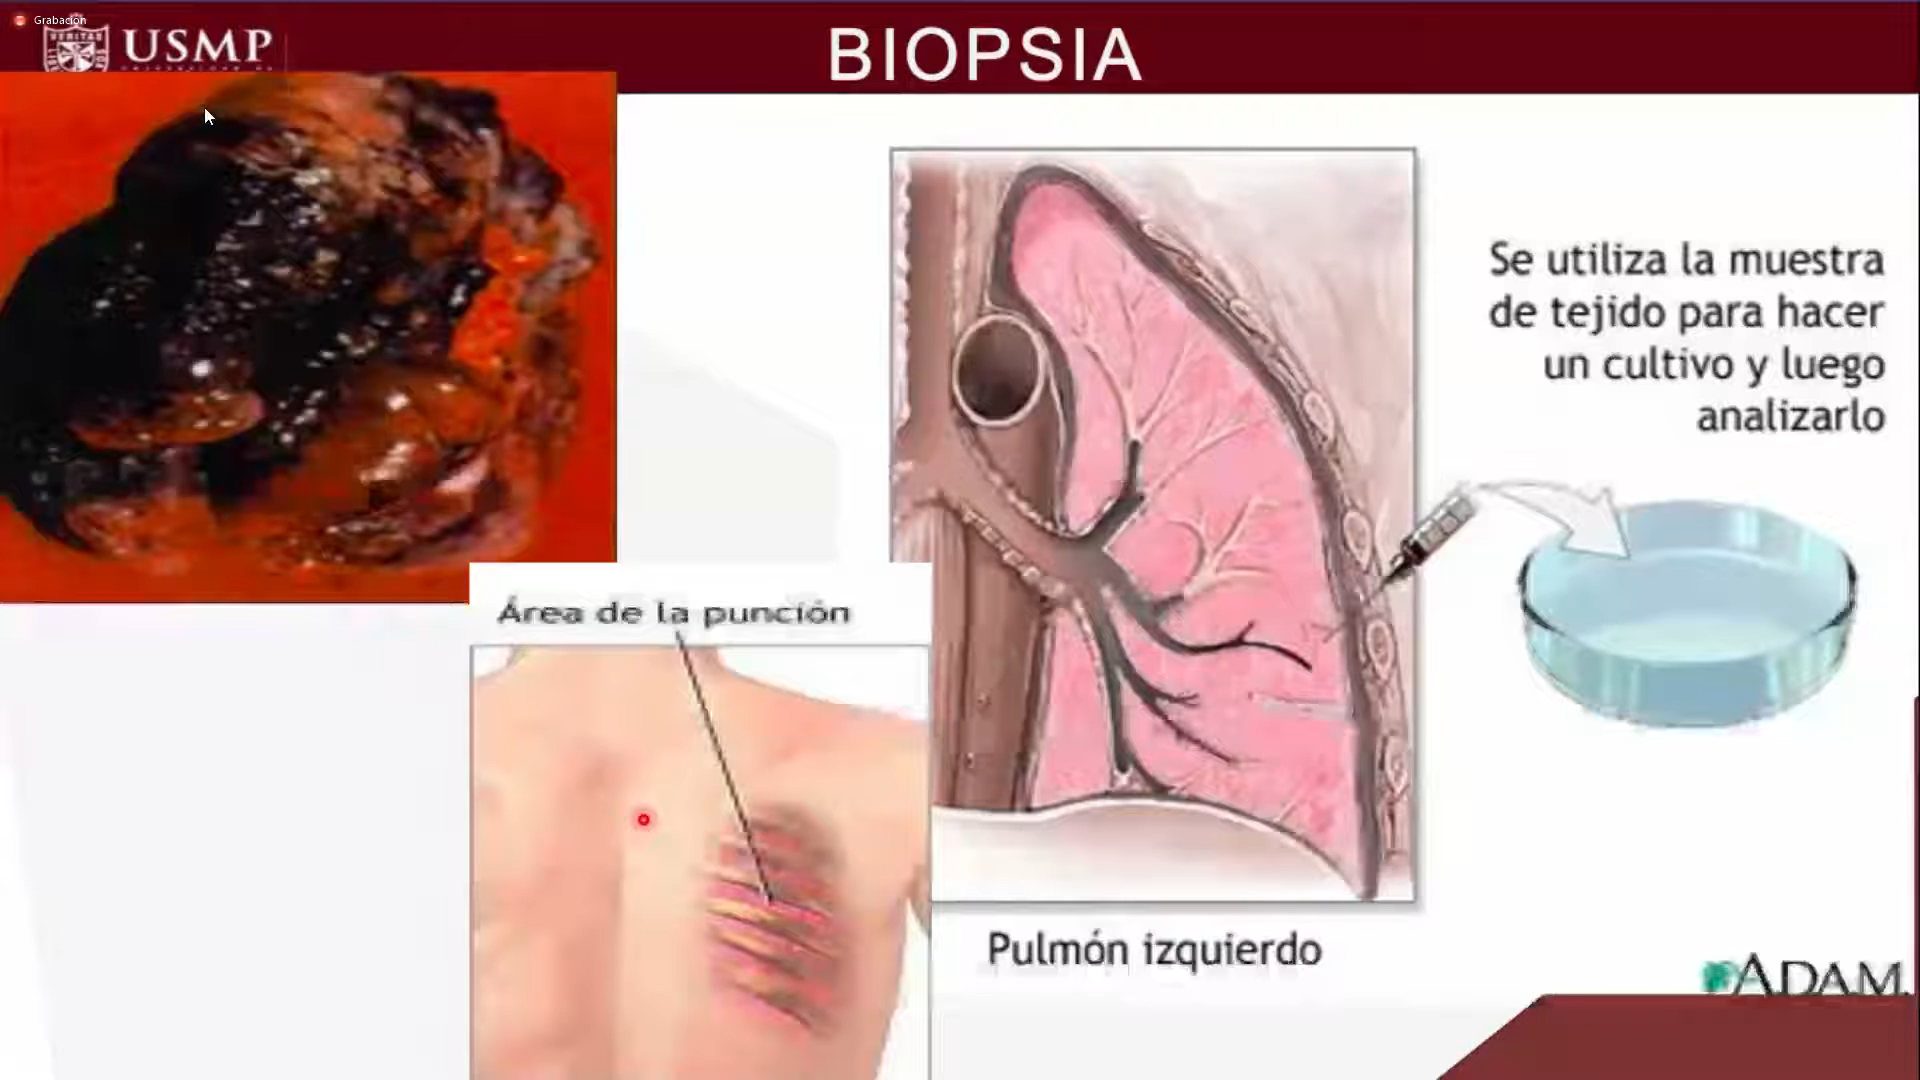 Grabación
USMP
BIOPSIA
Se utiliza la muestra
de tejido para hacer
un cultivo y luego
analizarlo
Área de la punción
Pulmón izquierdo
ADAM.